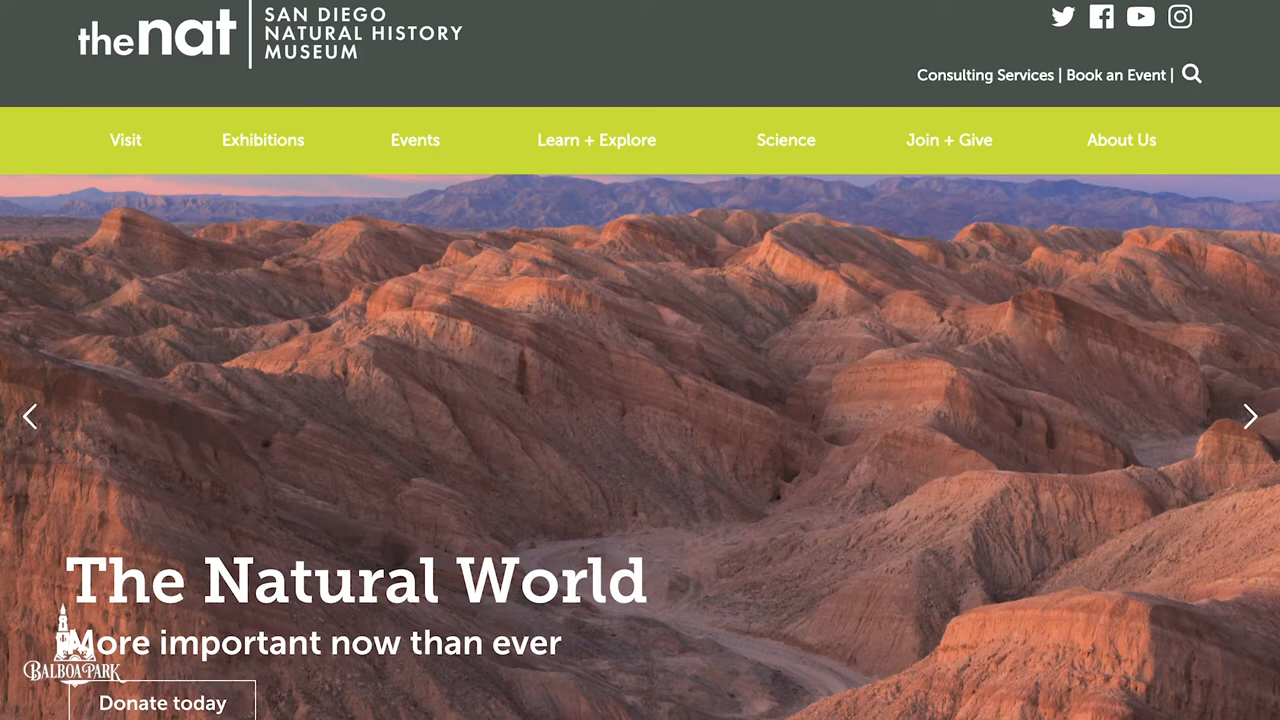 thenat
SAN DIEGO
NATURAL HISTORY
MUSEUM
Consulting Services | Book an Event |
Visit
Exhibitions
Events
Learn + Explore
Science
Join + Give
About Us
The Natural World
More important now than ever
BALBOA PARK
Donate today